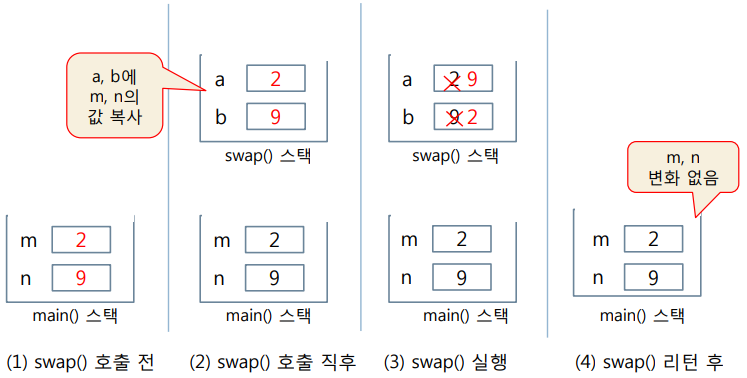 a, b에
m, n의
값 복사
a 2
b 9
swap() 스택
a 2 9
b 9 2
swap() 스택
m, n
변화 없음
m 2
n 9
main() 스택
m 2
n 9
main() 스택
m 2
n 9
main() 스택
m 2
n 9
main() 스택
(1) swap() 호출 전
(2) swap() 호출 직후
(3) swap() 실행
(4) swap() 리턴 후